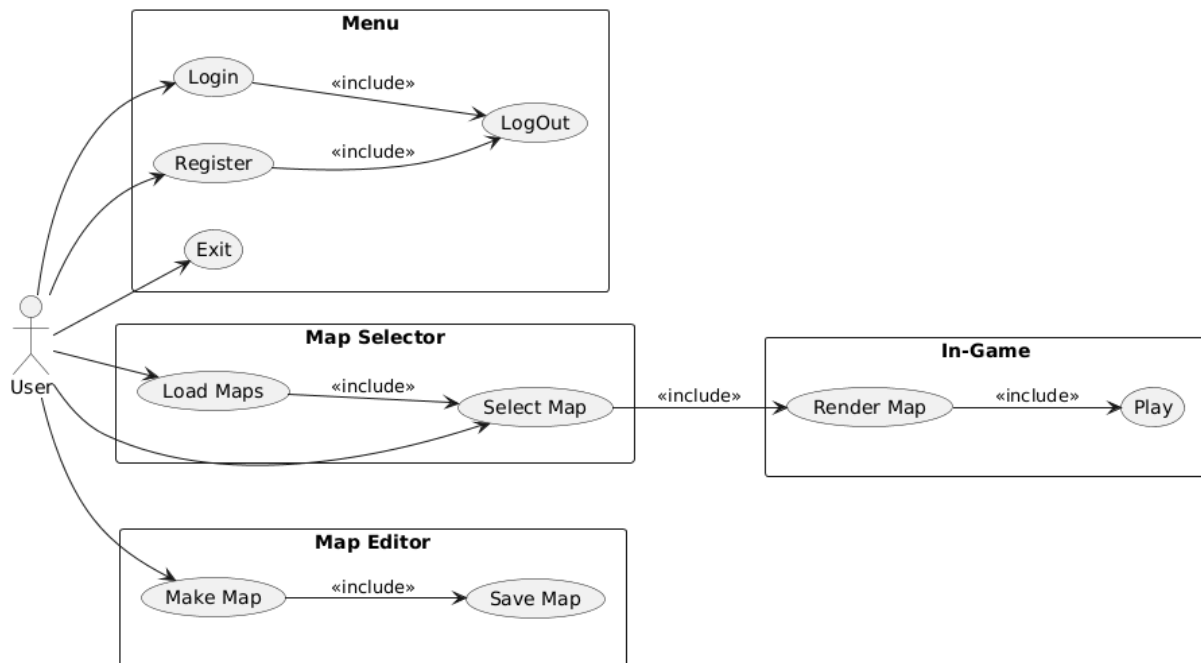 Menu
Login
«include»
LogOut
Register
«include»
Exit
User
Map Selector
Load Maps
«include»
Select Map
«include»
In-Game
Render Map
«include»
Play
Map Editor
Make Map
«include»
Save Map